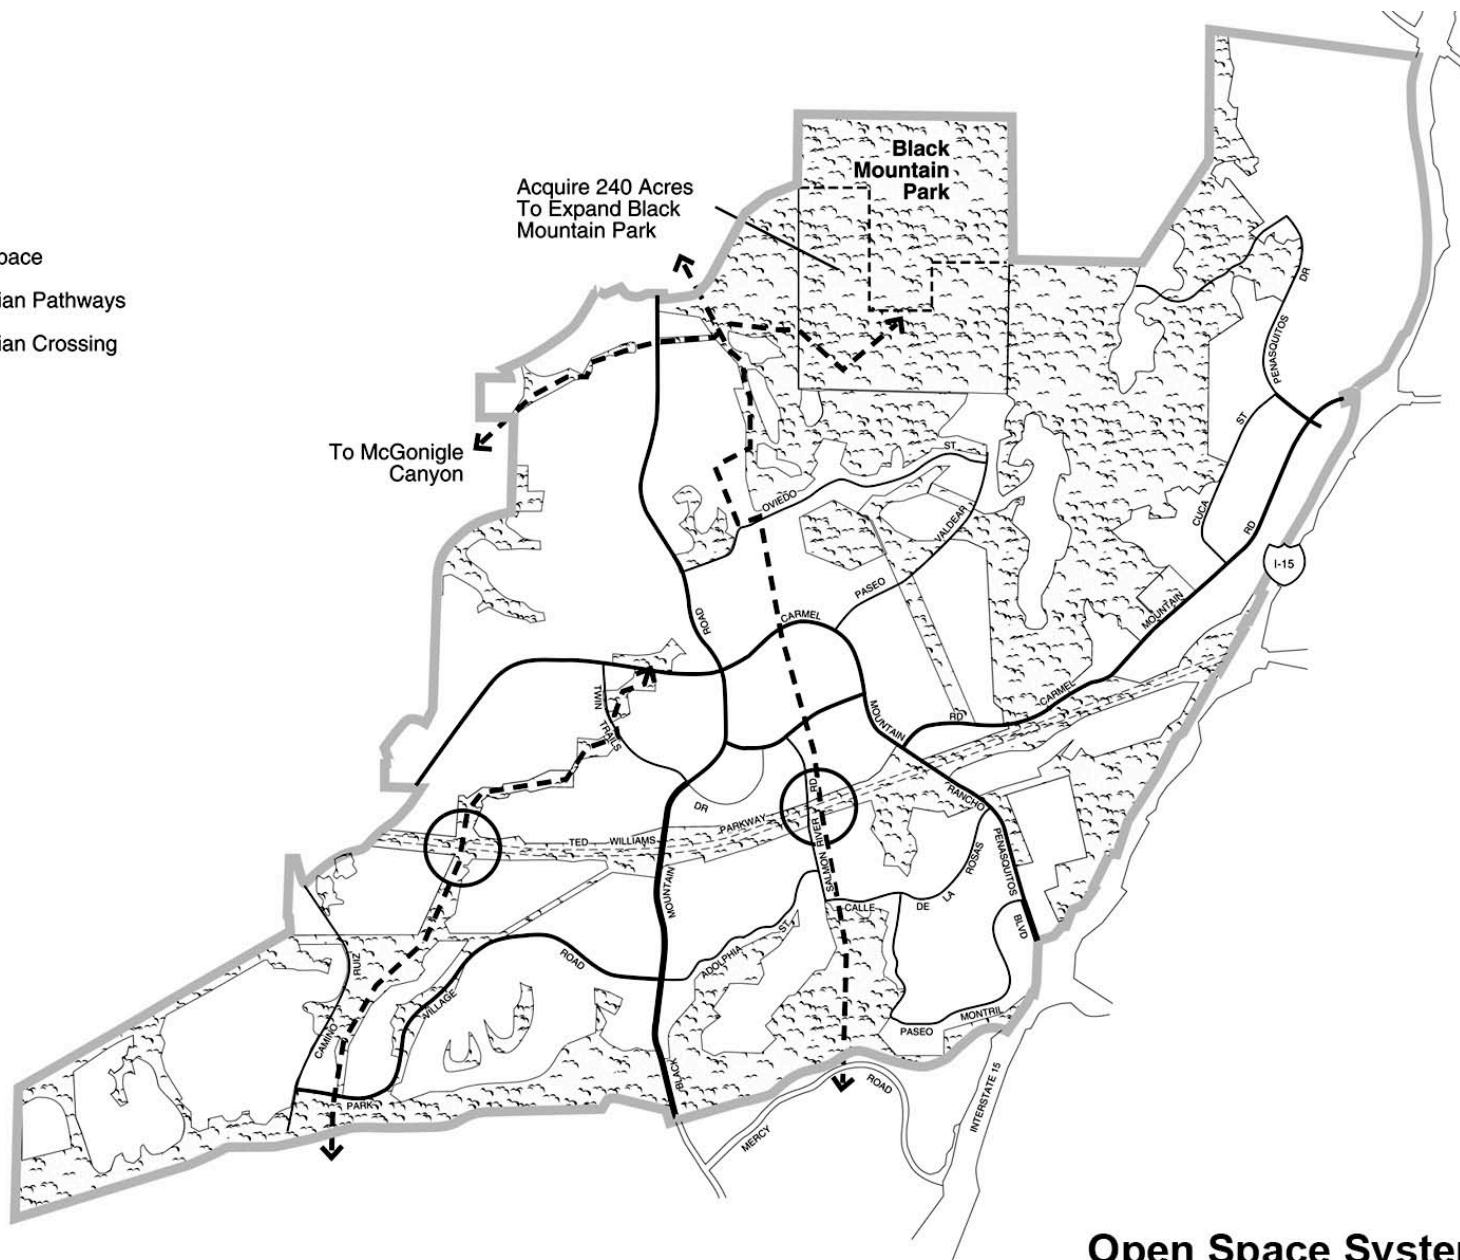 Black
Mountain
Park
Acquire 240 Acres
To Expand Black
Mountain Park
pace
ian Pathways
ian Crossing
To McGonigle
Canyon
DR
PENASQUITOS
ST
CUCA
RD
I-15
ST
OVIEDO
VALDEAR
PASEO
CARMEL
ROAD
MOUNTAIN
CARMEL
RD
TWIN
TRAILS
MOUNTAIN
DR
RD
RANCHO
PARKWAY
TED WILLIAMS
SALMON RIVER
PENASQUITOS
ROSAS
LA
DE
CALLE
BLVD
MOUNTAIN
ST
ADOLPHIA
ROAD
RUIZ
VILLAGE
CAMINO
MONTRIL
PASEO
BLACK
PARK
ROAD
MERCY
INTERSTATE 15
Open Space System